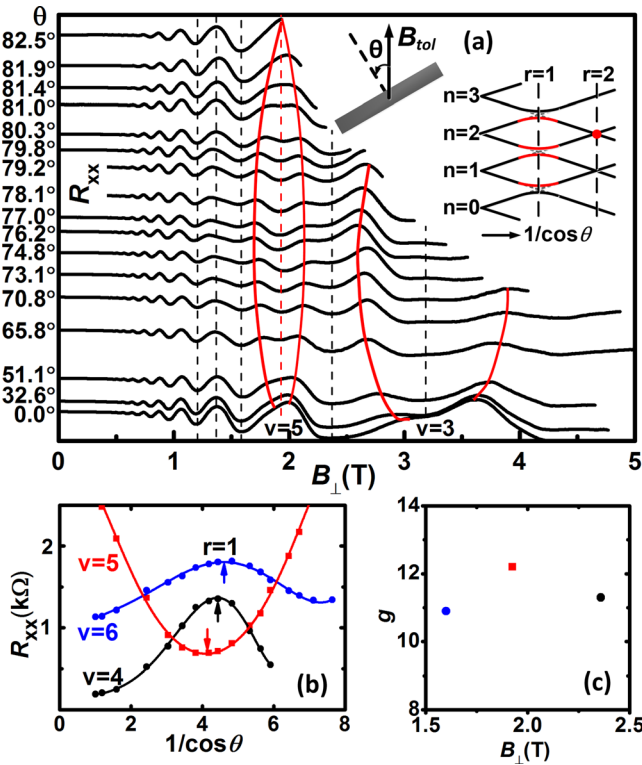 θ
82.5°
81.9°
81.4°
81.0°
80.3°
79.8°
79.2°
78.1°
77.0°
76.2°
74.8°
73.1°
70.8°
65.8°
51.1°
32.6°
0.0°
R_xx
θ B_tol (a)
r=1 r=2
n=3
n=2
n=1
n=0
1/cosθ
ν=5 ν=3
0 1 2 3 4 5
B_⊥(T)
2
1
R_xx(kΩ)
ν=5 r=1
ν=6
ν=4
(b)
0 2 4 6 8
1/cosθ
14
12
10
8
6
g
(c)
1.5 2.0 2.5
B_⊥(T)